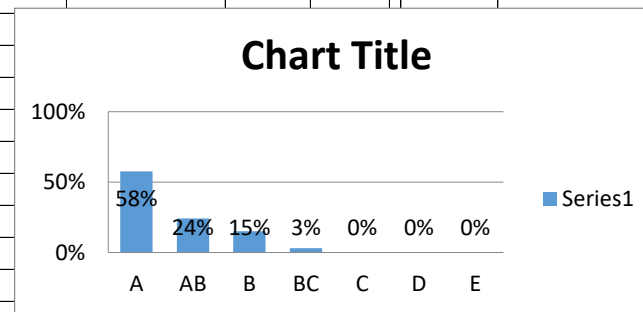 Chart Title
100%
50%
0%
58% 24% 15% 3% 0% 0% 0%
A AB B BC C D E
Series1